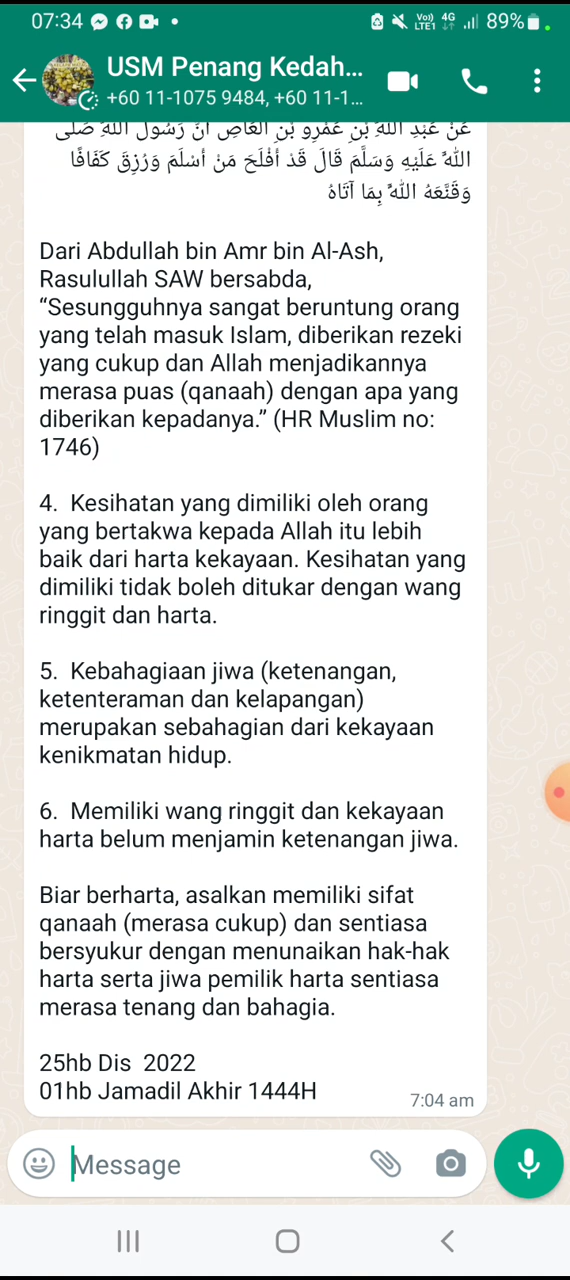 07:34
Vo)) LTE1 4G 89%
USM Penang Kedah...
+60 11-1075 9484, +60 11-1...
عَنْ عَبْدِ اللَّهِ بْنِ عَمْرِو بْنِ الْعَاصِ أَنَّ رَسُولَ اللَّهِ صَلَّى
اللَّهُ عَلَيْهِ وَسَلَّمَ قَالَ قَدْ أَفْلَحَ مَنْ أَسْلَمَ وَرُزِقَ كَفَافًا
وَقَنَّعَهُ اللَّهُ بِمَا آتَاهُ
Dari Abdullah bin Amr bin Al-Ash,
Rasulullah SAW bersabda,
“Sesungguhnya sangat beruntung orang
yang telah masuk Islam, diberikan rezeki
yang cukup dan Allah menjadikannya
merasa puas (qanaah) dengan apa yang
diberikan kepadanya.” (HR Muslim no:
1746)
4. Kesihatan yang dimiliki oleh orang
yang bertakwa kepada Allah itu lebih
baik dari harta kekayaan. Kesihatan yang
dimiliki tidak boleh ditukar dengan wang
ringgit dan harta.
5. Kebahagiaan jiwa (ketenangan,
ketenteraman dan kelapangan)
merupakan sebahagian dari kekayaan
kenikmatan hidup.
6. Memiliki wang ringgit dan kekayaan
harta belum menjamin ketenangan jiwa.
Biar berharta, asalkan memiliki sifat
qanaah (merasa cukup) dan sentiasa
bersyukur dengan menunaikan hak-hak
harta serta jiwa pemilik harta sentiasa
merasa tenang dan bahagia.
25hb Dis 2022
01hb Jamadil Akhir 1444H
7:04 am
Message